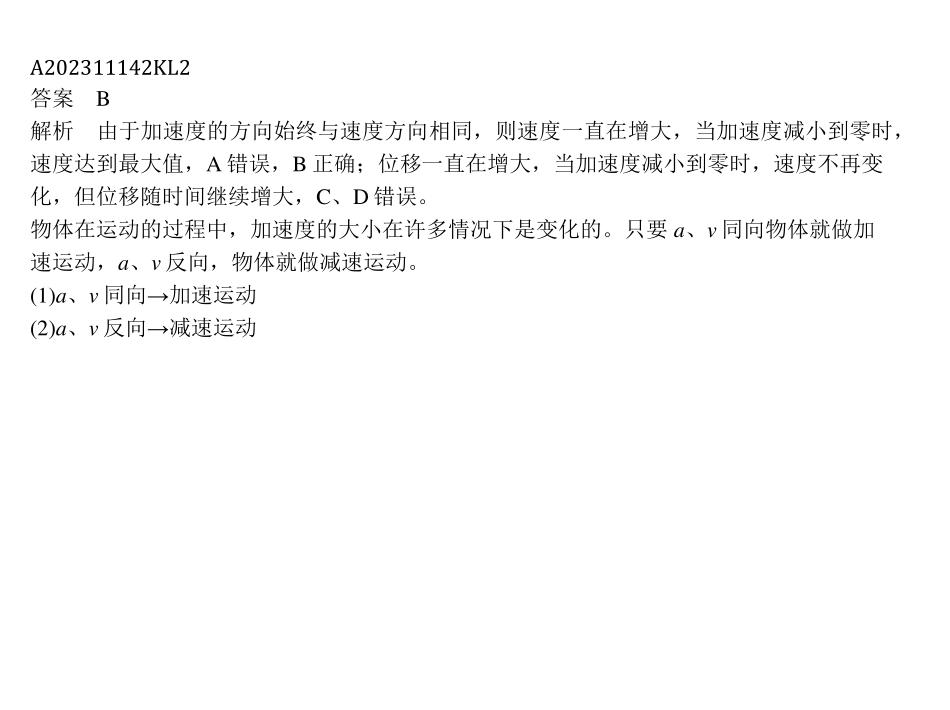 A202311142KL2
答案 B
解析 由于加速度的方向始终与速度方向相同，则速度一直在增大，当加速度减小到零时，
速度达到最大值，A 错误，B 正确；位移一直在增大，当加速度减小到零时，速度不再变
化，但位移随时间继续增大，C、D 错误。
物体在运动的过程中，加速度的大小在许多情况下是变化的。只要 a、v 同向物体就做加
速运动，a、v 反向，物体就做减速运动。
(1)a、v 同向→加速运动
(2)a、v 反向→减速运动